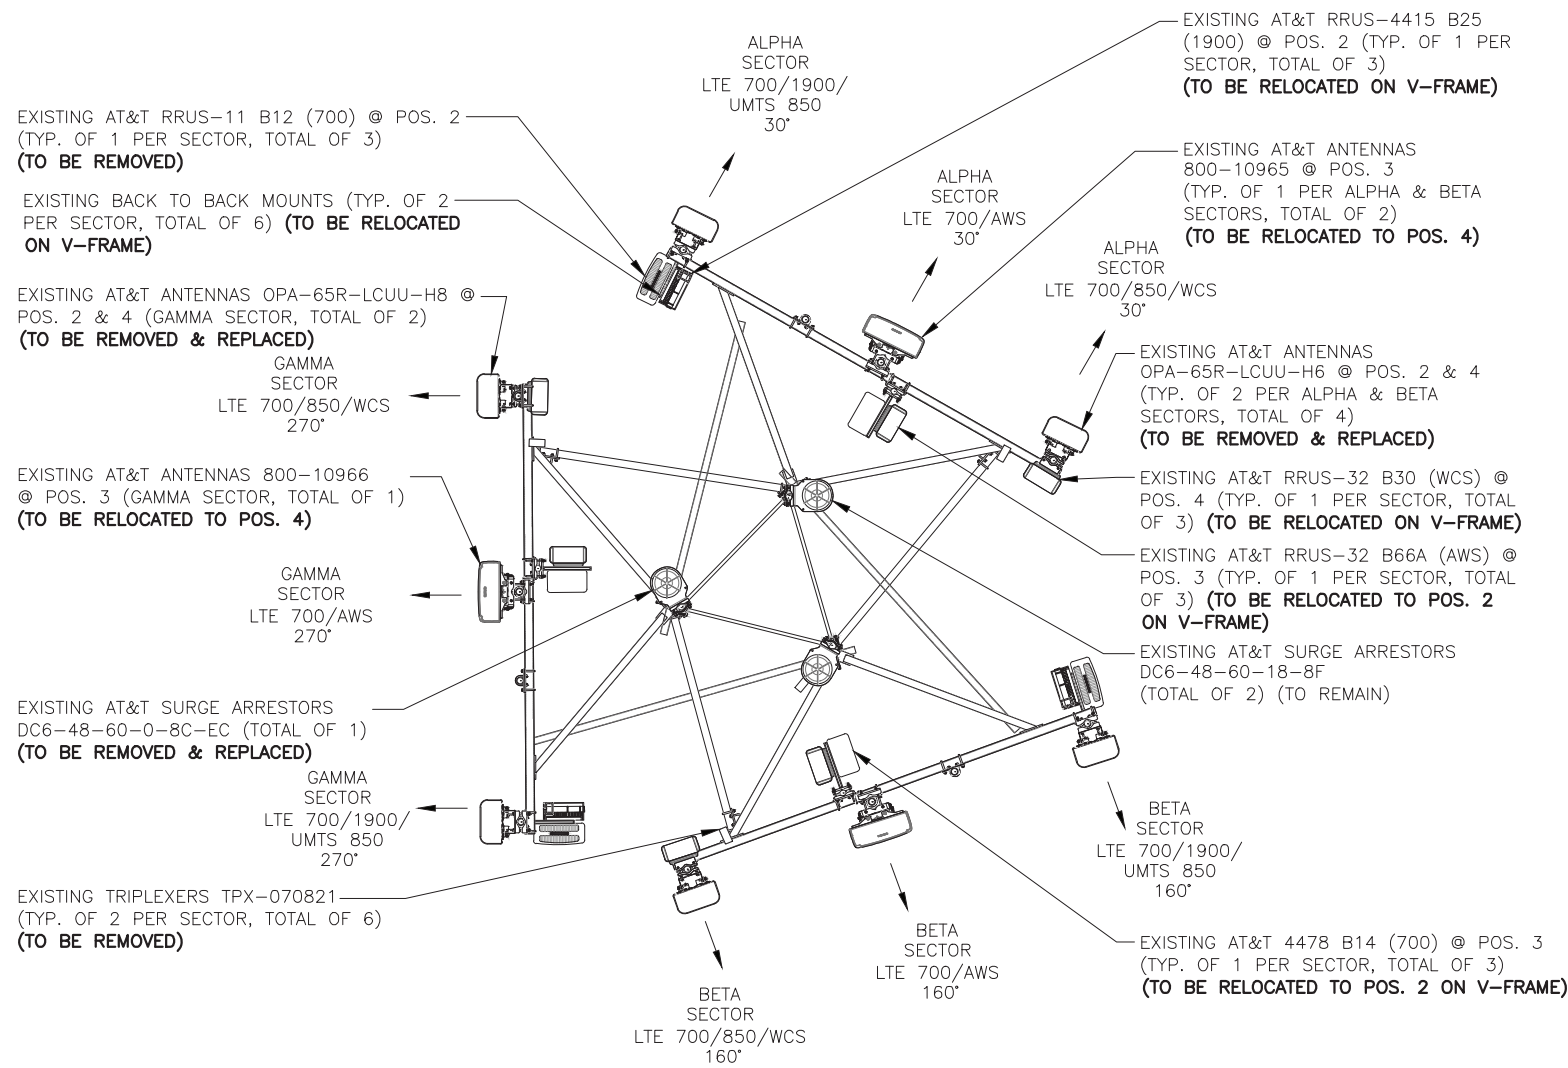 EXISTING AT&T RRUS-11 B12 (700) @ POS. 2
(TYP. OF 1 PER SECTOR, TOTAL OF 3)
(TO BE REMOVED)
EXISTING BACK TO BACK MOUNTS (TYP. OF 2
PER SECTOR, TOTAL OF 6) (TO BE RELOCATED
ON V-FRAME)
EXISTING AT&T ANTENNAS OPA-65R-LCUU-H8 @
POS. 2 & 4 (GAMMA SECTOR, TOTAL OF 2)
(TO BE REMOVED & REPLACED)
GAMMA
SECTOR
LTE 700/850/WCS
270°
EXISTING AT&T ANTENNAS 800-10966
@ POS. 3 (GAMMA SECTOR, TOTAL OF 1)
(TO BE RELOCATED TO POS. 4)
GAMMA
SECTOR
LTE 700/AWS
270°
EXISTING AT&T SURGE ARRESTORS
DC6-48-60-0-8C-EC (TOTAL OF 1)
(TO BE REMOVED & REPLACED)
GAMMA
SECTOR
LTE 700/1900/
UMTS 850
270°
EXISTING TRIPLEXERS TPX-070821
(TYP. OF 2 PER SECTOR, TOTAL OF 6)
(TO BE REMOVED)
ALPHA
SECTOR
LTE 700/1900/
UMTS 850
30°
ALPHA
SECTOR
LTE 700/AWS
30°
ALPHA
SECTOR
LTE 700/850/WCS
30°
EXISTING AT&T RRUS-4415 B25
(1900) @ POS. 2 (TYP. OF 1 PER
SECTOR, TOTAL OF 3)
(TO BE RELOCATED ON V-FRAME)
EXISTING AT&T ANTENNAS
800-10965 @ POS. 3
(TYP. OF 1 PER ALPHA & BETA
SECTORS, TOTAL OF 2)
(TO BE RELOCATED TO POS. 4)
EXISTING AT&T ANTENNAS
OPA-65R-LCUU-H6 @ POS. 2 & 4
(TYP. OF 2 PER ALPHA & BETA
SECTORS, TOTAL OF 4)
(TO BE REMOVED & REPLACED)
EXISTING AT&T RRUS-32 B30 (WCS) @
POS. 4 (TYP. OF 1 PER SECTOR, TOTAL
OF 3) (TO BE RELOCATED ON V-FRAME)
EXISTING AT&T RRUS-32 B66A (AWS) @
POS. 3 (TYP. OF 1 PER SECTOR, TOTAL
OF 3) (TO BE RELOCATED TO POS. 2
ON V-FRAME)
EXISTING AT&T SURGE ARRESTORS
DC6-48-60-18-8F
(TOTAL OF 2) (TO REMAIN)
BETA
SECTOR
LTE 700/1900/
UMTS 850
160°
BETA
SECTOR
LTE 700/AWS
160°
BETA
SECTOR
LTE 700/850/WCS
160°
EXISTING AT&T 4478 B14 (700) @ POS. 3
(TYP. OF 1 PER SECTOR, TOTAL OF 3)
(TO BE RELOCATED TO POS. 2 ON V-FRAME)